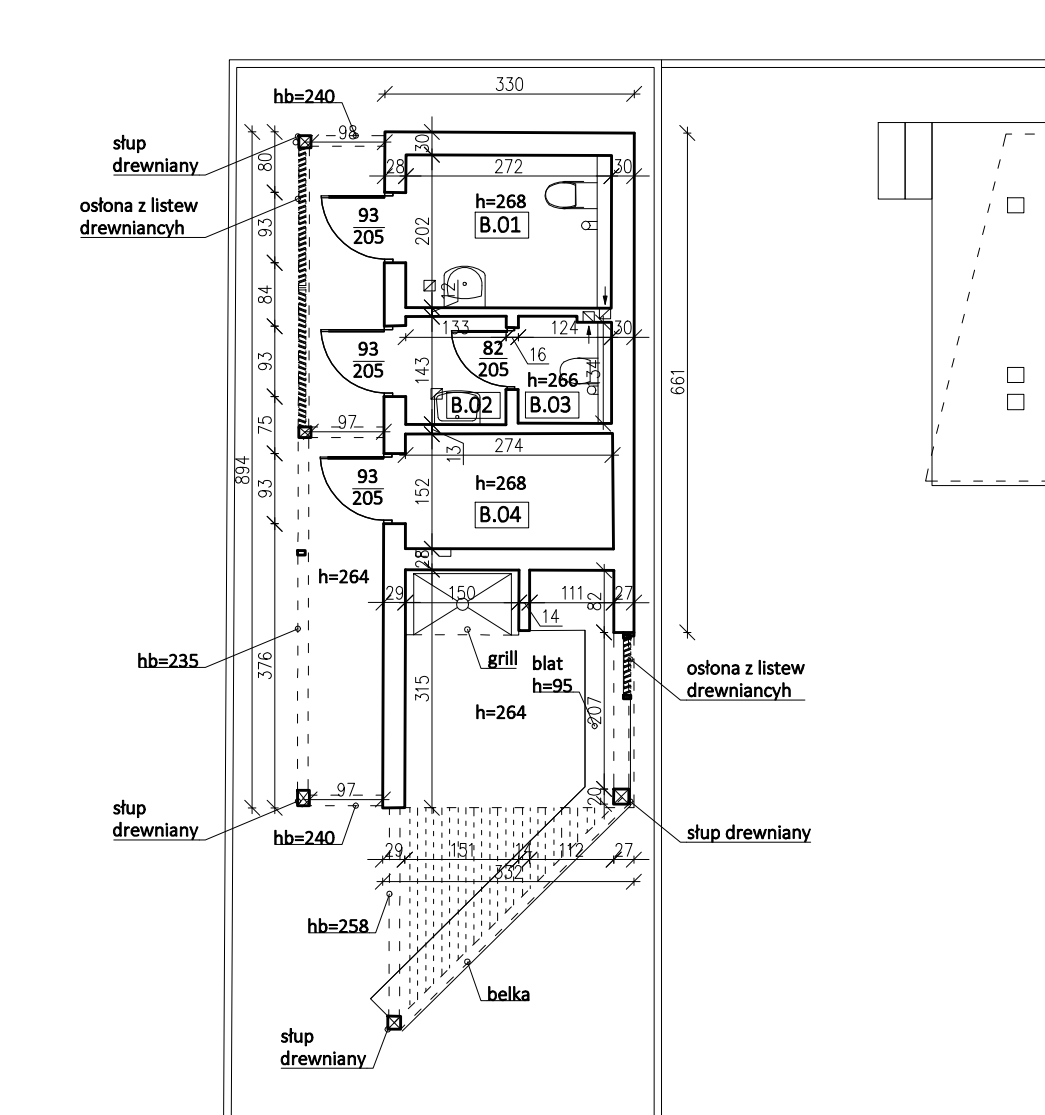 330
hb=240
98
30
słup
drewniany
80
28
272
30
osłona z listew
drewniancyh
h=268
B.01
93
205
93
202
84
12
133
124
30
93
205
82
205
16
93
143
h=266
134
661
B.02
B.03
75
97
13
274
894
93
93
205
152
h=268
B.04
28
h=264
29
150
111
27
82
14
grill
blat
h=95
hb=235
376
315
207
h=264
osłona z listew
drewniancyh
97
20
słup
drewniany
hb=240
słup drewniany
29
151
14
112
27
332
hb=258
belka
słup
drewniany